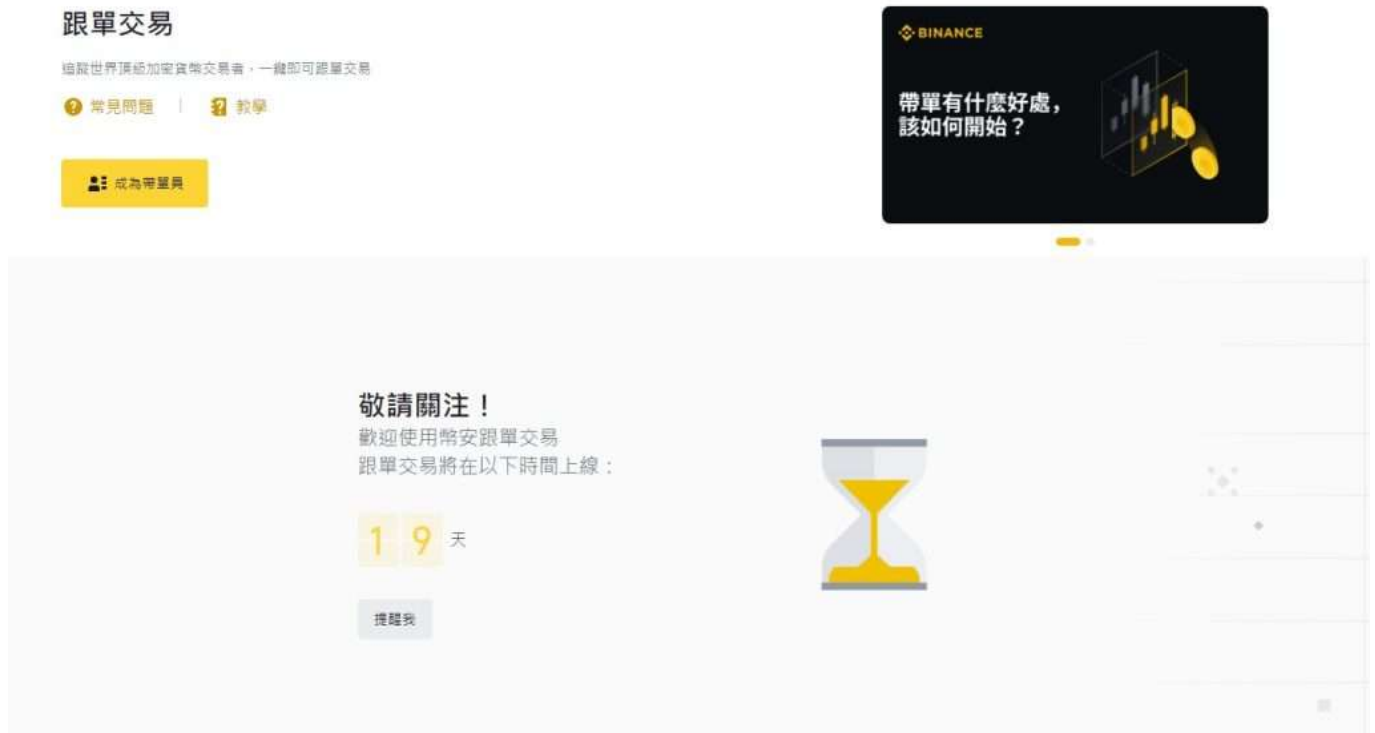 跟單交易
追蹤世界頂級加密貨幣交易者，一鍵即可跟單交易
常見問題
教學
成為帶單員
BINANCE
帶單有什麼好處，
該如何開始？
敬請關注！
歡迎使用幣安跟單交易
跟單交易將在以下時間上線：
19 天
提醒我